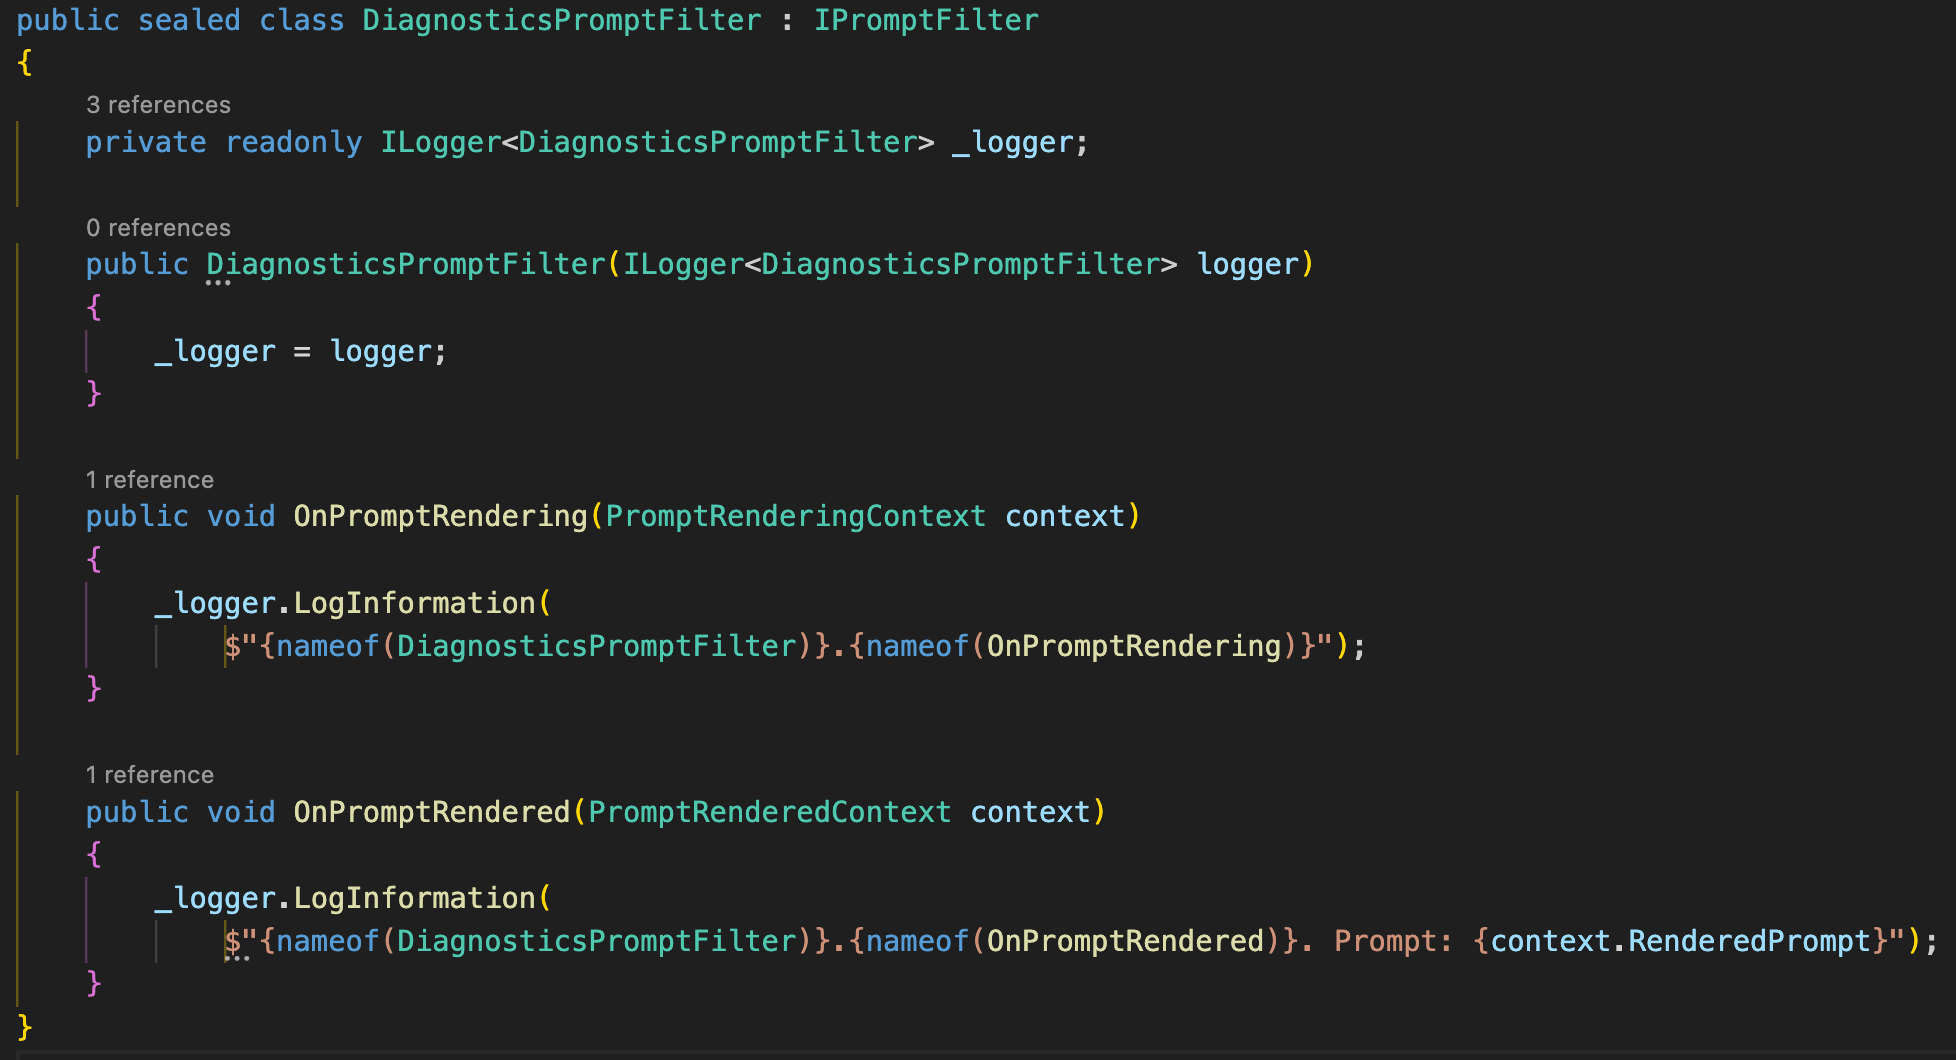 public sealed class DiagnosticsPromptFilter : IPromptFilter
{
3 references
private readonly ILogger<DiagnosticsPromptFilter> _logger;
0 references
public DiagnosticsPromptFilter(ILogger<DiagnosticsPromptFilter> logger)
{
_logger = logger;
}
1 reference
public void OnPromptRendering(PromptRenderingContext context)
{
_logger.LogInformation(
$"{nameof(DiagnosticsPromptFilter)}.{nameof(OnPromptRendering)}");
}
1 reference
public void OnPromptRendered(PromptRenderedContext context)
{
_logger.LogInformation(
$"{nameof(DiagnosticsPromptFilter)}.{nameof(OnPromptRendered)}. Prompt: {context.RenderedPrompt}");
}
}